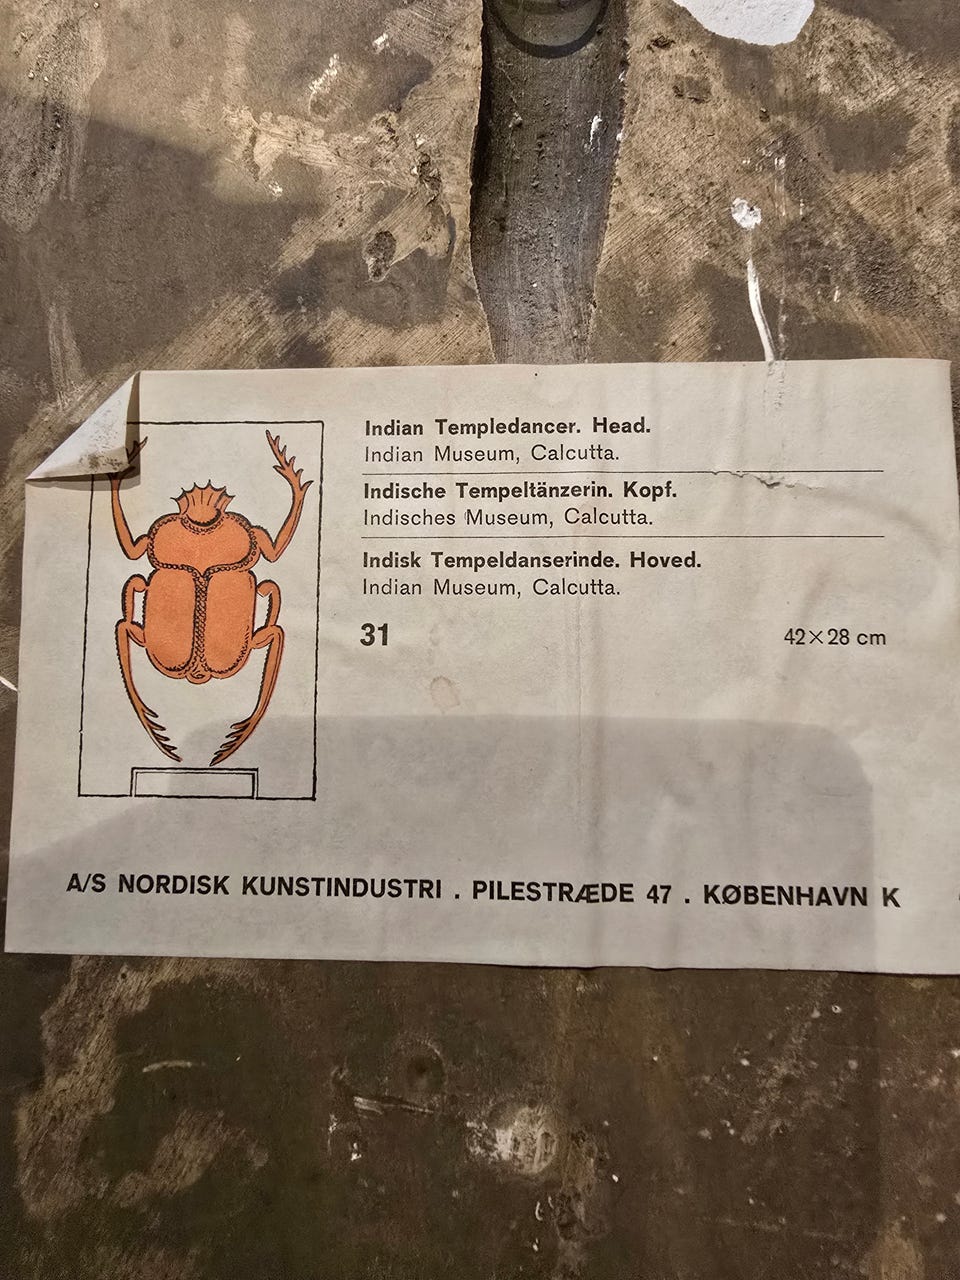 Indian Templedancer. Head.
Indian Museum, Calcutta.
Indische Tempeltänzerin. Kopf.
Indisches Museum, Calcutta.
Indisk Tempeldanserinde. Hoved.
Indian Museum, Calcutta.
31 42×28 cm
A/S NORDISK KUNSTINDUSTRI . PILESTRÆDE 47 . KØBENHAVN K